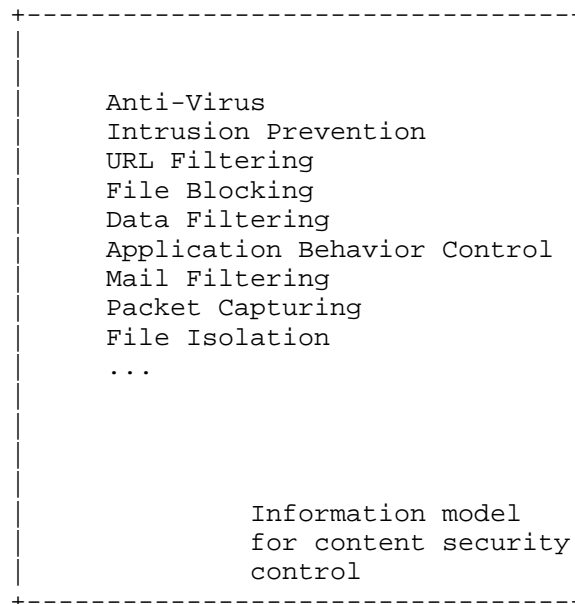 Anti-Virus
Intrusion Prevention
URL Filtering
File Blocking
Data Filtering
Application Behavior Control
Mail Filtering
Packet Capturing
File Isolation
...
Information model
for content security
control